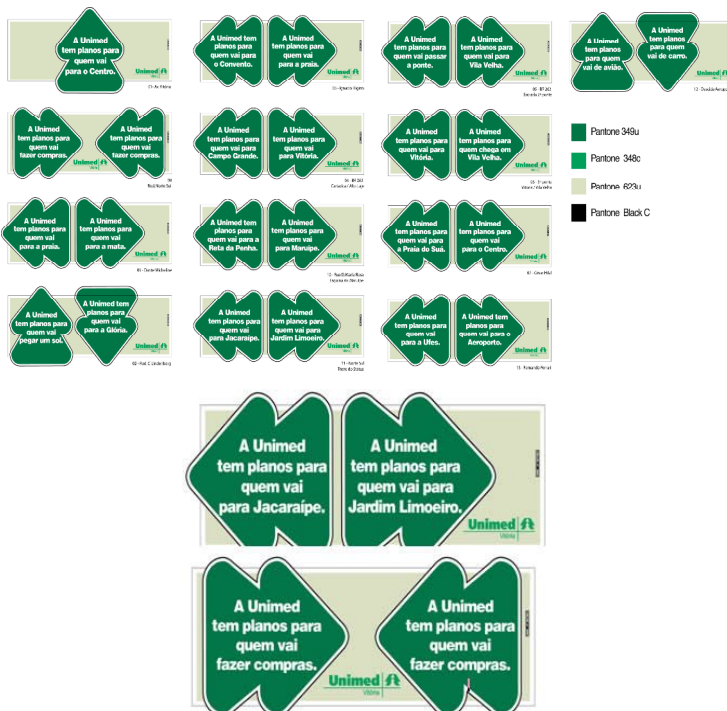 A Unimed
tem planos para
quem vai
para o Centro.
Unimed
A Unimed
tem planos para
quem vai para
o Convento.
A Unimed
tem planos para
quem vai
para a praia.
Unimed
A Unimed
tem planos para
quem vai passar
a ponte.
A Unimed
tem planos para
quem vai para
Vila Velha.
Unimed
A Unimed
tem planos para
quem
vai de avião.
A Unimed
tem planos
para quem
vai de carro.
Unimed
A Unimed
tem planos para
quem vai
fazer compras.
A Unimed
tem planos para
quem vai
fazer compras.
Unimed
A Unimed
tem planos para
quem vai para
Campo Grande.
A Unimed
tem planos para
quem vai
para Vitória.
Unimed
A Unimed
tem planos para
quem vai para
Vitória.
A Unimed
tem planos para
quem chega em
Vila Velha.
Unimed
Pantone 349u
Pantone 348c
Pantone 623u
Pantone Black C
A Unimed
tem planos para
quem vai
para a praia.
A Unimed
tem planos para
quem vai
para a mata.
Unimed
A Unimed tem
planos para
quem vai para a
Reta da Penha.
A Unimed
tem planos para
quem vai
para Maruípe.
Unimed
A Unimed
tem planos para
quem vai para
a Praia do Suá.
A Unimed
tem planos para
quem vai
para o Centro.
Unimed
A Unimed
tem planos para
quem vai
pegar um sol.
A Unimed tem
planos para
quem vai
para a Glória.
Unimed
A Unimed
tem planos para
quem vai
para Jacaraípe.
A Unimed
tem planos para
quem vai para
Jardim Limoeiro.
Unimed
A Unimed
tem planos para
quem vai
para a Ufes.
A Unimed
tem planos para
quem vai para o
Aeroporto.
Unimed
A Unimed
tem planos para
quem vai
para Jacaraípe.
A Unimed
tem planos para
quem vai para
Jardim Limoeiro.
Unimed
Vitória
A Unimed
tem planos para
quem vai
fazer compras.
A Unimed
tem planos para
quem vai
fazer compras.
Unimed
Vitória